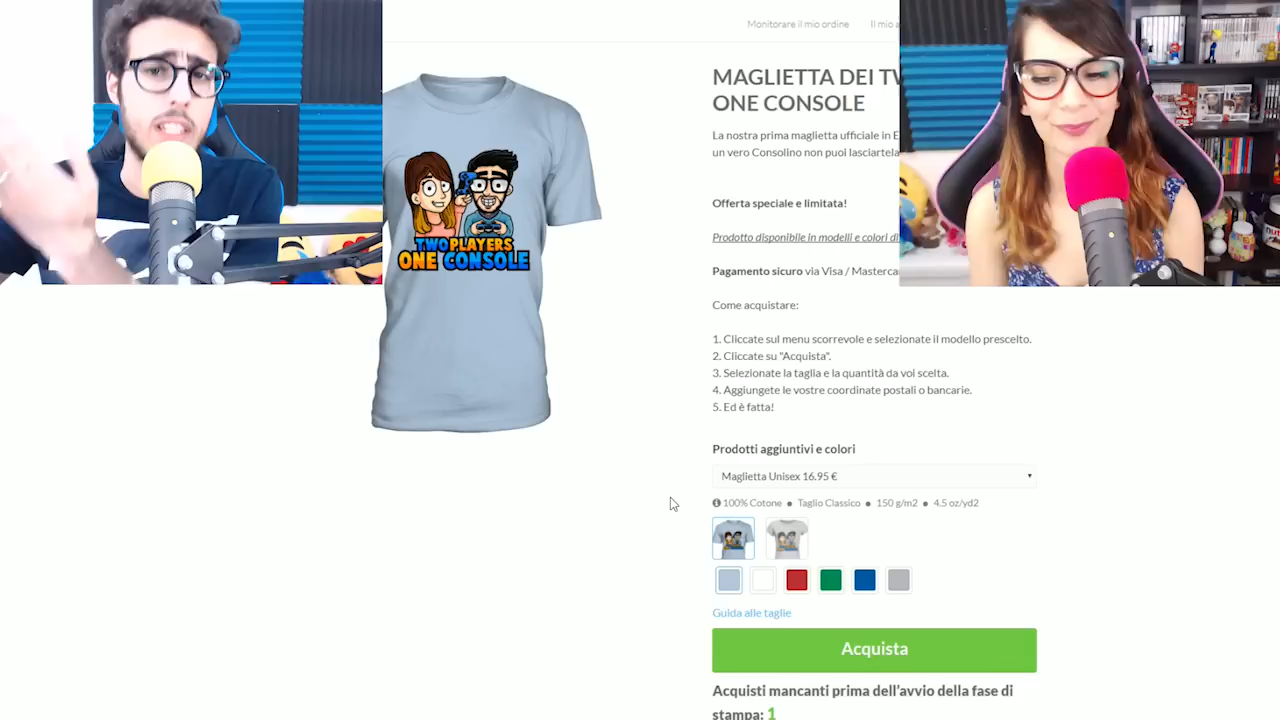 Monitorare il mio ordine
Il mio
MAGLIETTA DEI
ONE CONSOLE
La nostra prima maglietta ufficiale in
un vero Consolino non puoi
Offerta speciale e limitata!
Prodotto disponibile in modelli e colori
Pagamento sicuro via Visa /
Come acquistare:
1. Cliccate sul menu scorrevole e selezionate il modello prescelto.
2. Cliccate su "Acquista".
3. Selezionate la taglia e la quantità da voi scelta.
4. Aggiungete le vostre coordinate postali o bancarie.
5. Ed è fatta!
Prodotti aggiuntivi e colori
Maglietta Unisex 16.95 €
100% Cotone ● Taglio Classico ● 150 g/m2 ● 4.5 oz/yd2
Guida alle taglie
Acquista
Acquisti mancanti prima dell'avvio della fase di
stampa: 1
TWO PLAYERS
ONE CONSOLE